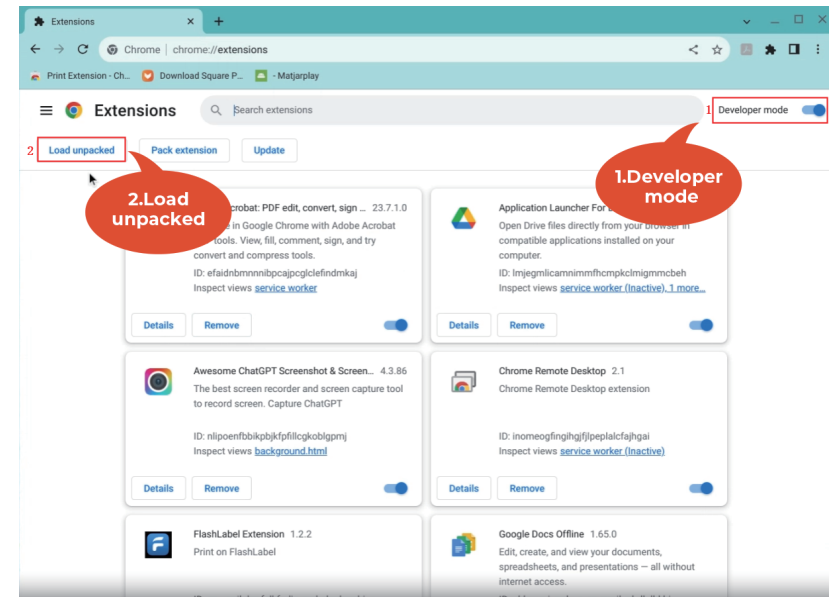 Extensions
Chrome | chrome://extensions
Print Extension - Ch...
Download Square P...
- Matjarplay
Extensions
Search extensions
1
Developer mode
2
Load unpacked
Pack extension
Update
1.Developer
mode
2.Load
unpacked
crobat: PDF edit, convert, sign ... 23.7.1.0
in Google Chrome with Adobe Acrobat
tools. View, fill, comment, sign, and try
convert and compress tools.
ID: efaidnbmnnnibpcajpcglclefindmkaj
Inspect views service worker
Details
Remove
Application Launcher For
Open Drive files directly from your browser in
compatible applications installed on your
computer.
ID: lmjegmlicamnimmfhcmpkclmigmmcbeh
Inspect views service worker (Inactive), 1 more...
Details
Remove
Awesome ChatGPT Screenshot & Screen... 4.3.86
The best screen recorder and screen capture tool
to record screen. Capture ChatGPT
ID: nlipoenfbbikpbjkfpfillcgkoblgpmj
Inspect views background.html
Details
Remove
Chrome Remote Desktop 2.1
Chrome Remote Desktop extension
ID: inomeogfingihgjfjlpeplalcfajhgai
Inspect views service worker (Inactive)
Details
Remove
FlashLabel Extension 1.2.2
Print on FlashLabel
Google Docs Offline 1.65.0
Edit, create, and view your documents,
spreadsheets, and presentations — all without
internet access.